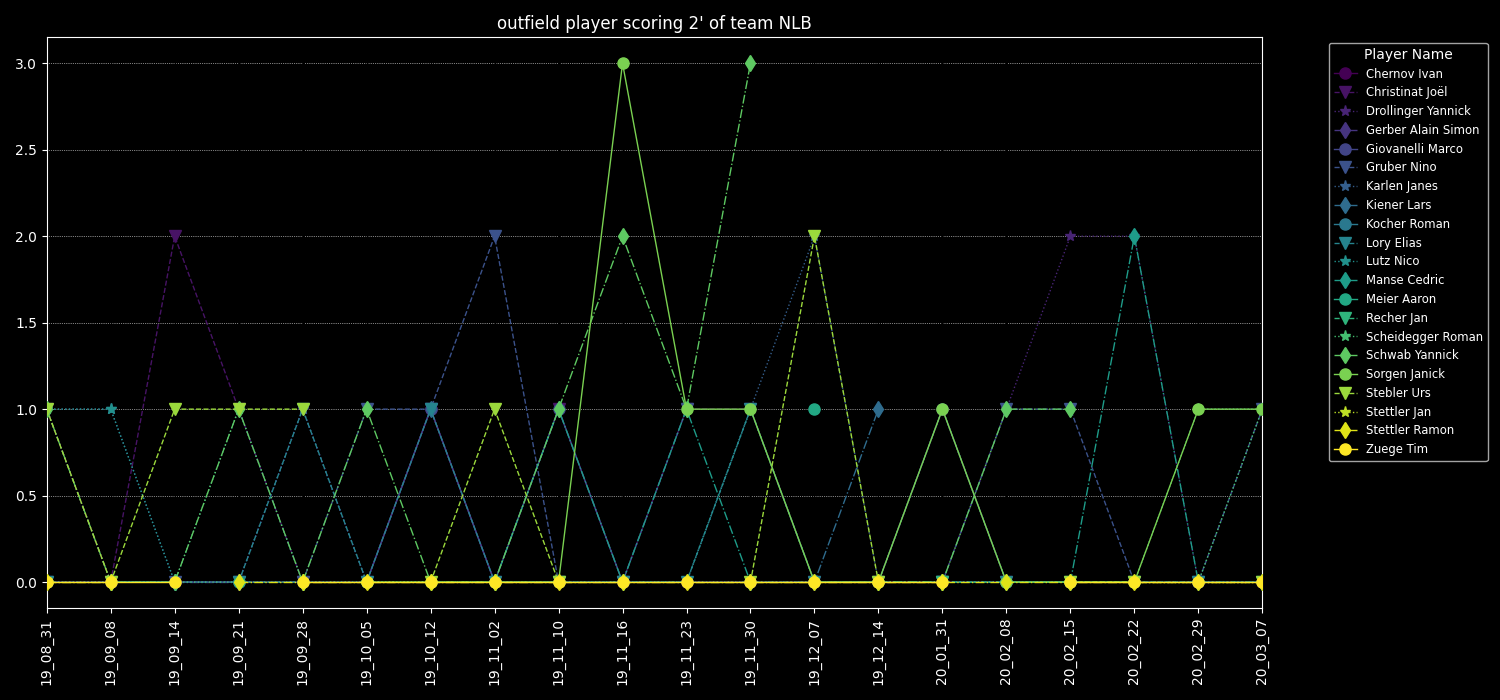 outfield player scoring 2' of team NLB
3.0
2.5
2.0
1.5
1.0
0.5
0.0
19_08_31
19_09_08
19_09_14
19_09_21
19_09_28
19_10_05
19_10_12
19_11_02
19_11_10
19_11_16
19_11_23
19_11_30
19_12_07
19_12_14
20_01_31
20_02_08
20_02_15
20_02_22
20_02_29
20_03_07
Player Name
Chernov Ivan
Christinat Joël
Drollinger Yannick
Gerber Alain Simon
Giovanelli Marco
Gruber Nino
Karlen Janes
Kiener Lars
Kocher Roman
Lory Elias
Lutz Nico
Manse Cedric
Meier Aaron
Recher Jan
Scheidegger Roman
Schwab Yannick
Sorgen Janick
Stebler Urs
Stettler Jan
Stettler Ramon
Zuege Tim